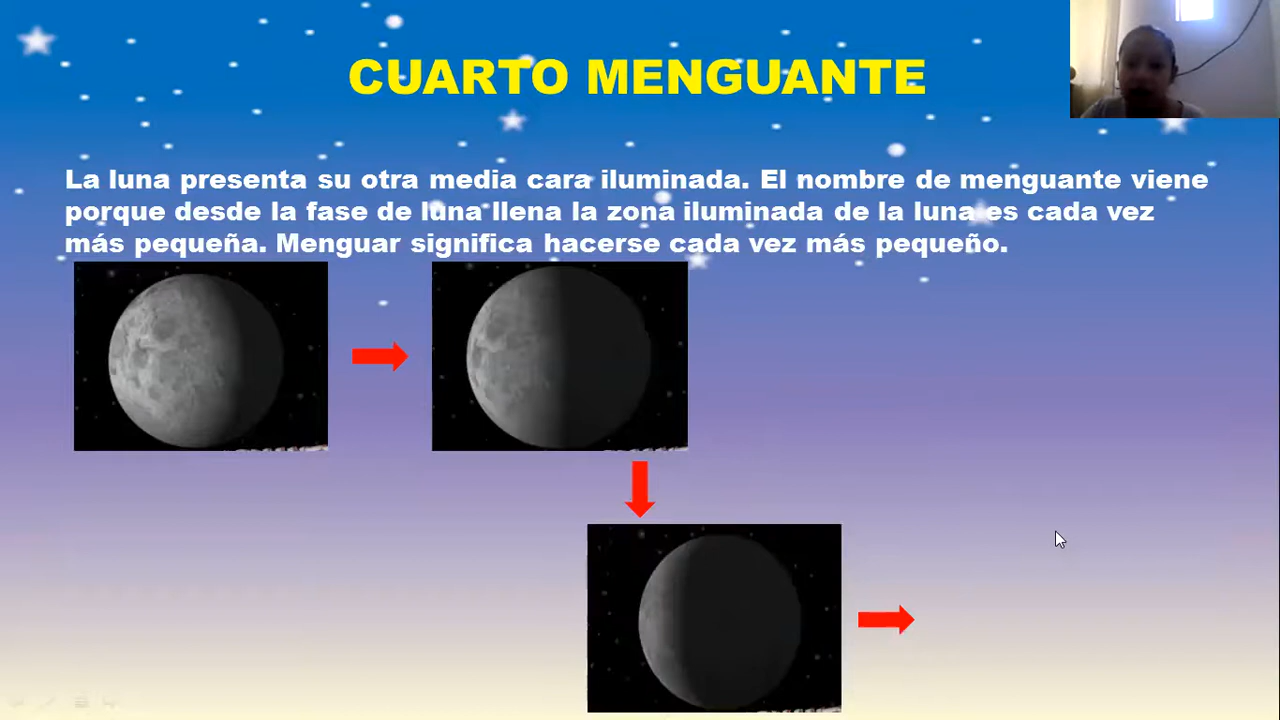 CUARTO MENGUANTE
La luna presenta su otra media cara iluminada. El nombre de menguante viene
porque desde la fase de luna llena la zona iluminada de la luna es cada vez
más pequeña. Menguar significa hacerse cada vez más pequeño.